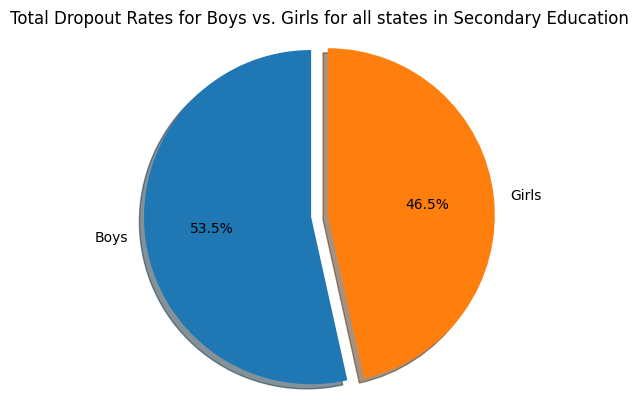 Total Dropout Rates for Boys vs. Girls for all states in Secondary Education
Girls
46.5%
53.5%
Boys